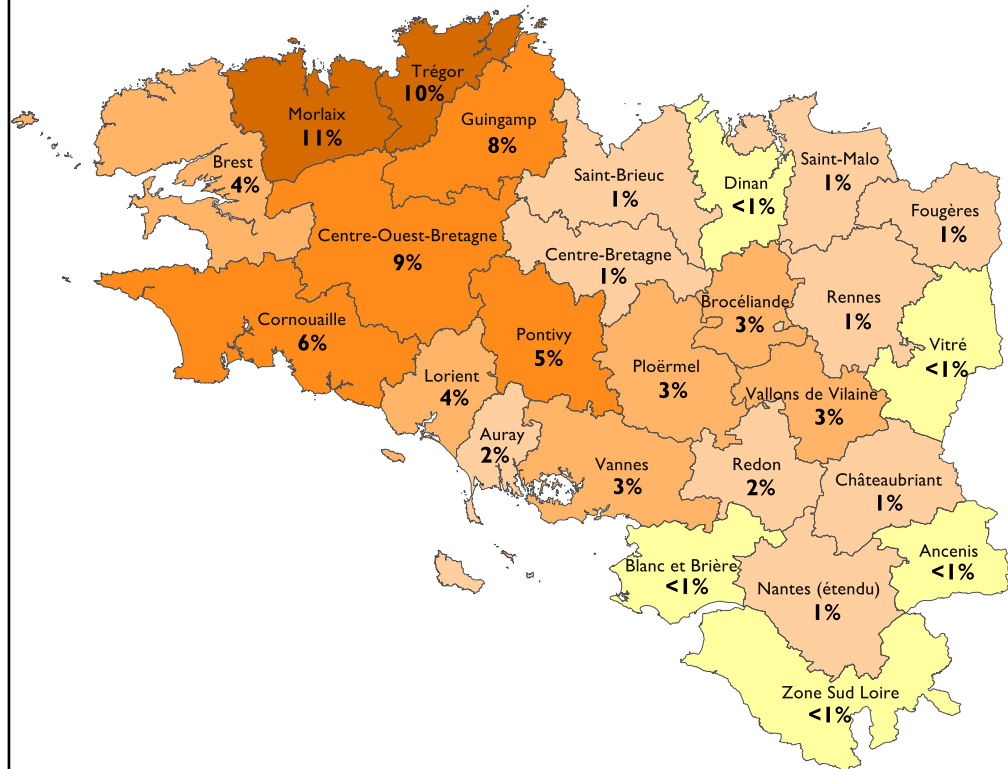 Trégor
10%
Morlaix
11%
Guingamp
8%
Brest
4%
Saint-Brieuc
1%
Dinan
<1%
Saint-Malo
1%
Fougères
1%
Centre-Ouest-Bretagne
9%
Centre-Bretagne
1%
Brocéliande
3%
Rennes
1%
Vitré
<1%
Cornouaille
6%
Pontivy
5%
Ploërmel
3%
Lorient
4%
Vallons de Vilaine
3%
Auray
2%
Vannes
3%
Redon
2%
Châteaubriant
1%
Blanc et Brière
<1%
Nantes (étendu)
1%
Ancenis
<1%
Zone Sud Loire
<1%